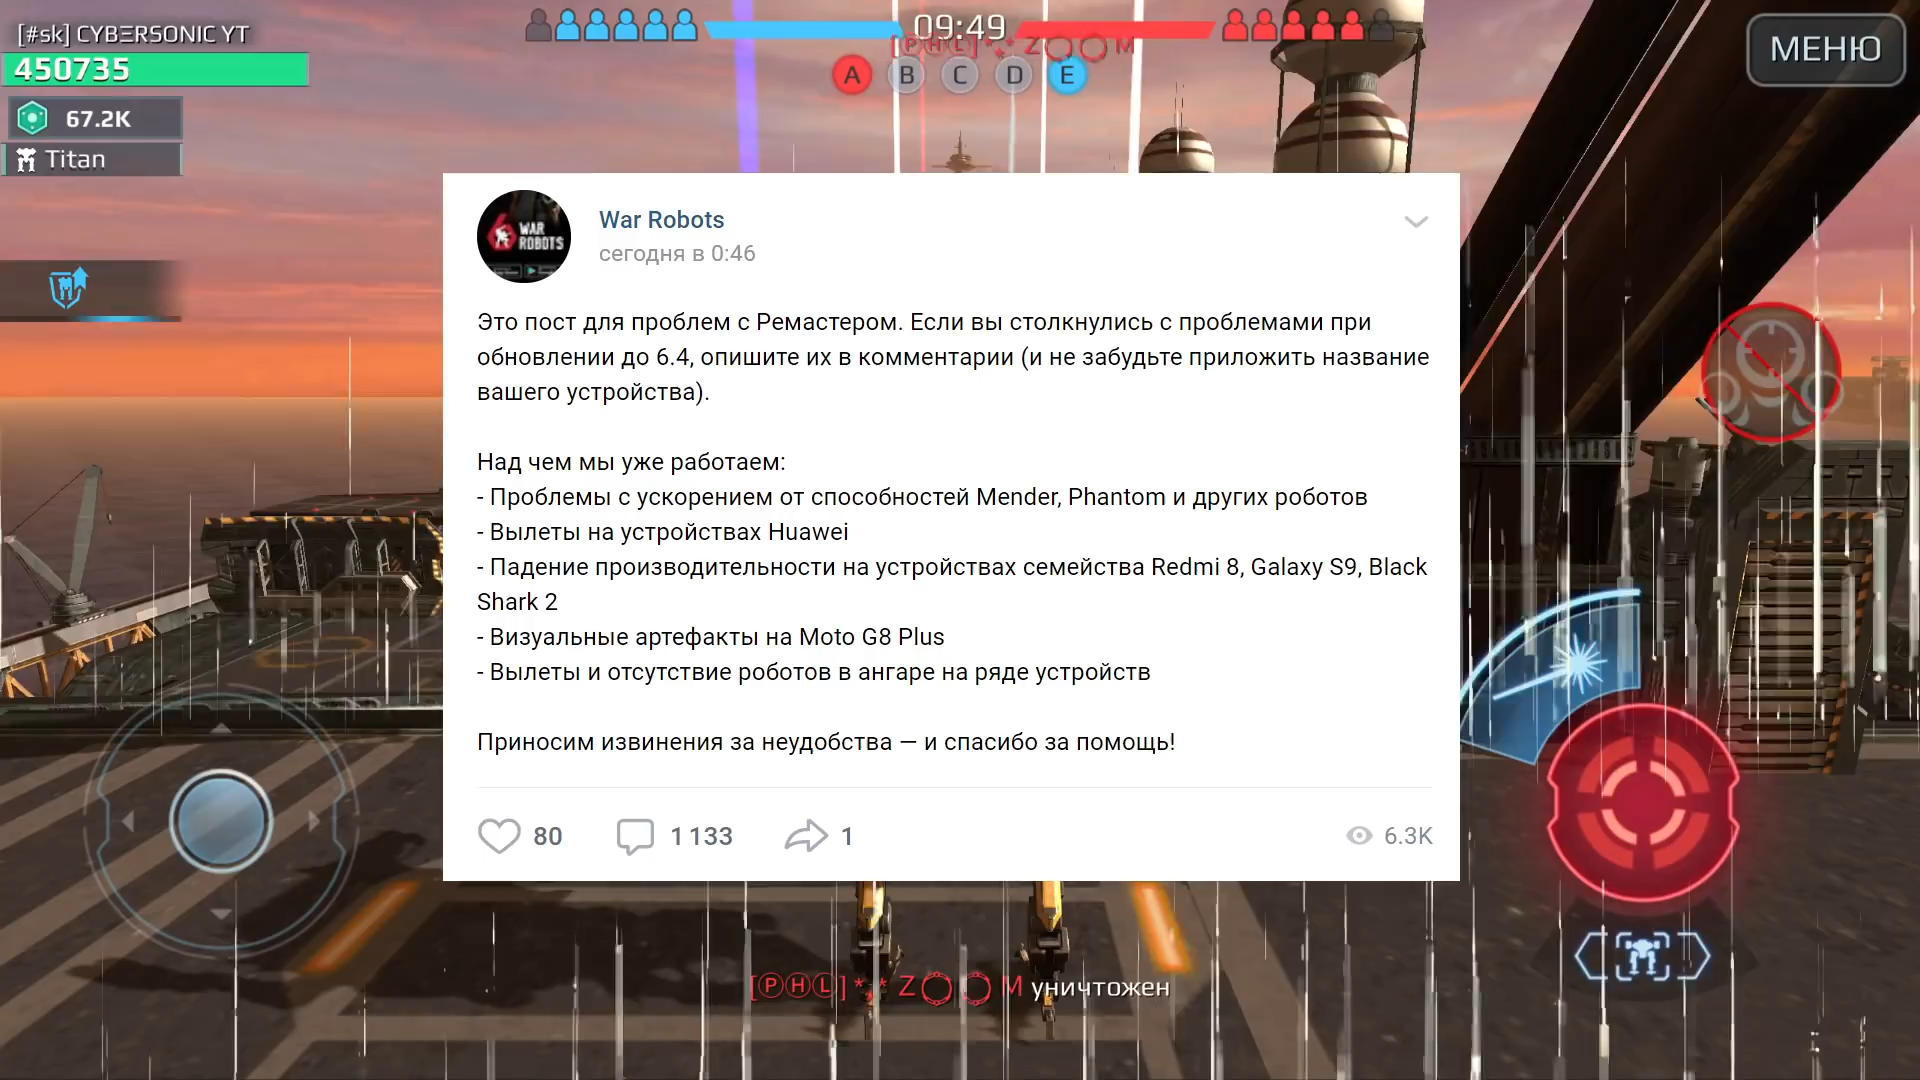 [#sk] CYBERSONIC YT
450735
67.2K
Titan
09:49
A B C D E
МЕНЮ
WAR ROBOTS
War Robots
сегодня в 0:46
Это пост для проблем с Ремастером. Если вы столкнулись с проблемами при
обновлении до 6.4, опишите их в комментарии (и не забудьте приложить название
вашего устройства).
Над чем мы уже работаем:
- Проблемы с ускорением от способностей Mender, Phantom и других роботов
- Вылеты на устройствах Huawei
- Падение производительности на устройствах семейства Redmi 8, Galaxy S9, Black
Shark 2
- Визуальные артефакты на Moto G8 Plus
- Вылеты и отсутствие роботов в ангаре на ряде устройств
Приносим извинения за неудобства — и спасибо за помощь!
80
1 133
1
6.3K
[ⓅⒽⓁ]*.* Z◯◯M уничтожен